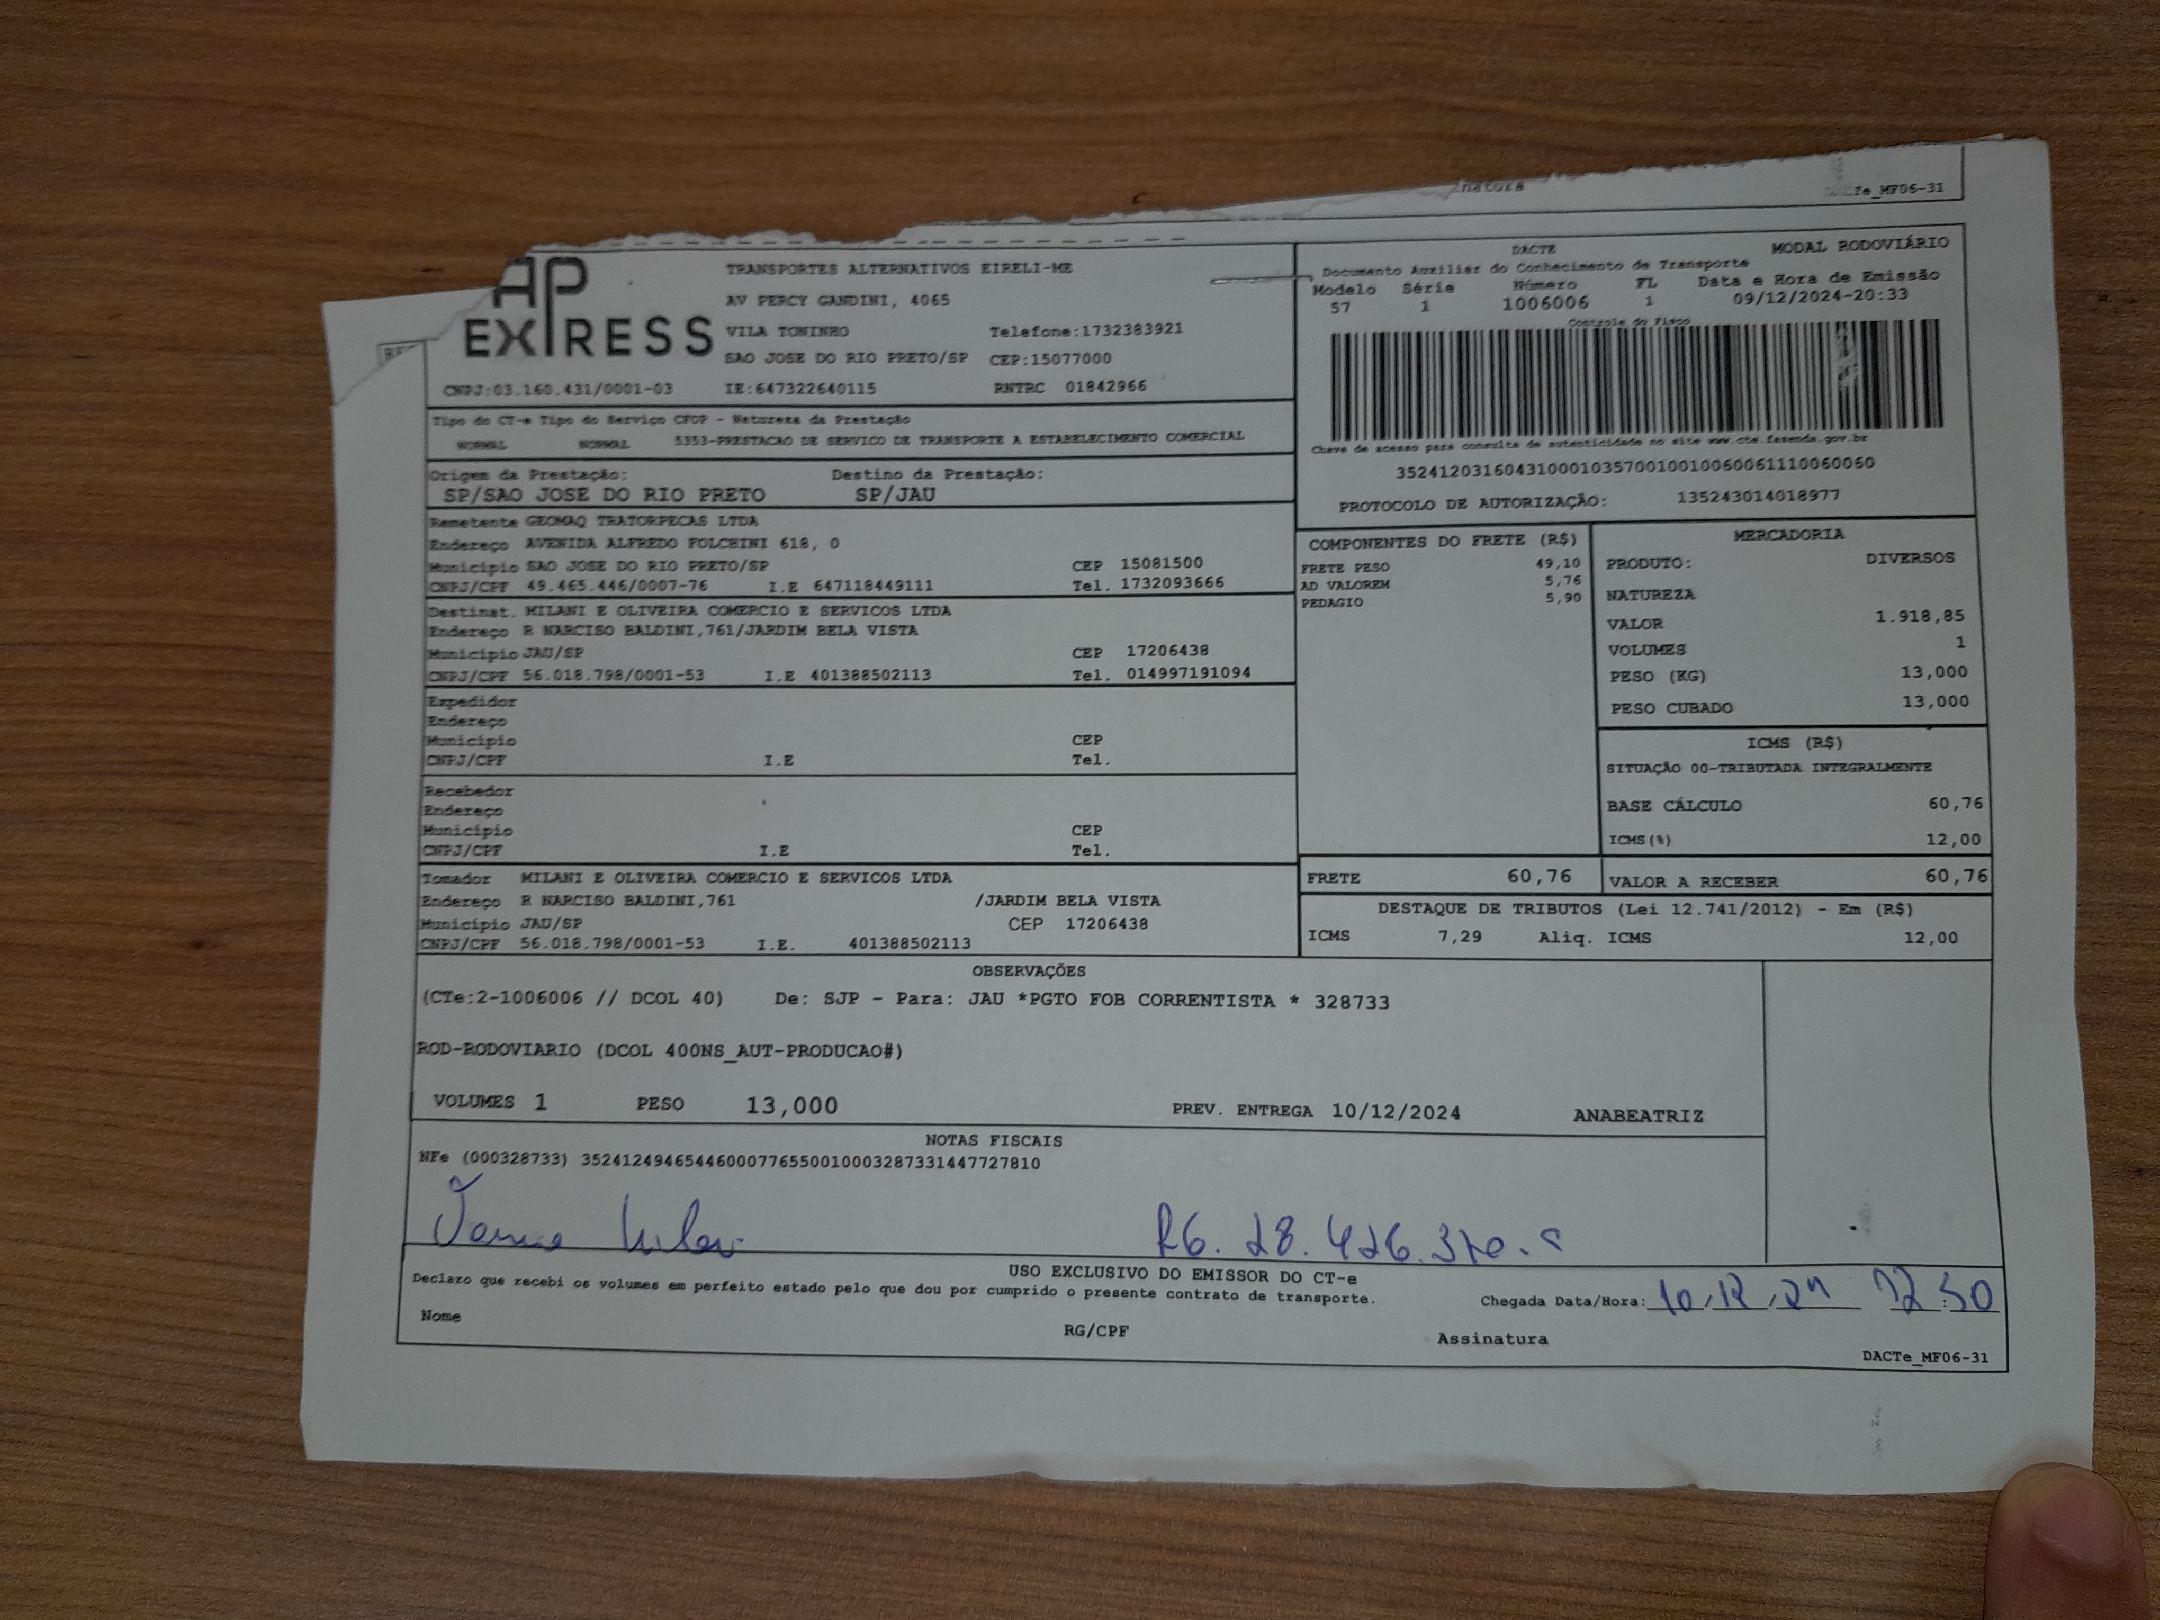 DACTe_MF06-31
AP EXPRESS
TRANSPORTES ALTERNATIVOS EIRELI-ME
AV PERCY GANDINI, 4065
VILA TONINHO Telefone:1732383921
SAO JOSE DO RIO PRETO/SP CEP:15077000
CNPJ:03.160.431/0001-03 IE:647322640115 RNTRC 01842966
DACTE MODAL RODOVIÁRIO
Documento Auxiliar do Conhecimento de Transporte
Modelo Série Número FL Data e Hora de Emissão
57 1 1006006 1 09/12/2024-20:33
Controle do Fisco
Chave de acesso para consulta de autenticidade no site www.cte.fazenda.gov.br
35241203160431000103570010010060061110060060
PROTOCOLO DE AUTORIZAÇÃO: 135243014018977
Tipo do CT-e Tipo do Serviço CFOP - Natureza da Prestação
NORMAL NORMAL 5353-PRESTACAO DE SERVICO DE TRANSPORTE A ESTABELECIMENTO COMERCIAL
Origem da Prestação: Destino da Prestação:
SP/SAO JOSE DO RIO PRETO SP/JAU
Remetente GEOMAQ TRATORPECAS LTDA
Endereço AVENIDA ALFREDO FOLCHINI 618, 0
Município SAO JOSE DO RIO PRETO/SP CEP 15081500
CNPJ/CPF 49.465.446/0007-76 I.E 647118449111 Tel. 1732093666
Destinat. MILANI E OLIVEIRA COMERCIO E SERVICOS LTDA
Endereço R NARCISO BALDINI,761/JARDIM BELA VISTA
Município JAU/SP CEP 17206438
CNPJ/CPF 56.018.798/0001-53 I.E 401388502113 Tel. 014997191094
Expedidor
Endereço
Município CEP
CNPJ/CPF I.E Tel.
Recebedor
Endereço
Município CEP
CNPJ/CPF I.E Tel.
Tomador MILANI E OLIVEIRA COMERCIO E SERVICOS LTDA
Endereço R NARCISO BALDINI,761 /JARDIM BELA VISTA
Município JAU/SP CEP 17206438
CNPJ/CPF 56.018.798/0001-53 I.E. 401388502113
COMPONENTES DO FRETE (R$)
FRETE PESO 49,10
AD VALOREM 5,76
PEDAGIO 5,90
MERCADORIA
PRODUTO: DIVERSOS
NATUREZA
VALOR 1.918,85
VOLUMES 1
PESO (KG) 13,000
PESO CUBADO 13,000
ICMS (R$)
SITUAÇÃO 00-TRIBUTADA INTEGRALMENTE
BASE CÁLCULO 60,76
ICMS(%) 12,00
FRETE 60,76 VALOR A RECEBER 60,76
DESTAQUE DE TRIBUTOS (Lei 12.741/2012) - Em (R$)
ICMS 7,29 Aliq. ICMS 12,00
OBSERVAÇÕES
(CTe:2-1006006 // DCOL 40) De: SJP - Para: JAU *PGTO FOB CORRENTISTA * 328733
ROD-RODOVIARIO (DCOL 400NS_AUT-PRODUCAO#)
VOLUMES 1 PESO 13,000 PREV. ENTREGA 10/12/2024 ANABEATRIZ
NOTAS FISCAIS
NFe (000328733) 35241249465446000776550010003287331447727810
RG. 28.426.
USO EXCLUSIVO DO EMISSOR DO CT-e
Declaro que recebi os volumes em perfeito estado pelo que dou por cumprido o presente contrato de transporte.
Chegada Data/Hora: 10.12.24 12:50
Nome RG/CPF Assinatura
DACTe_MF06-31